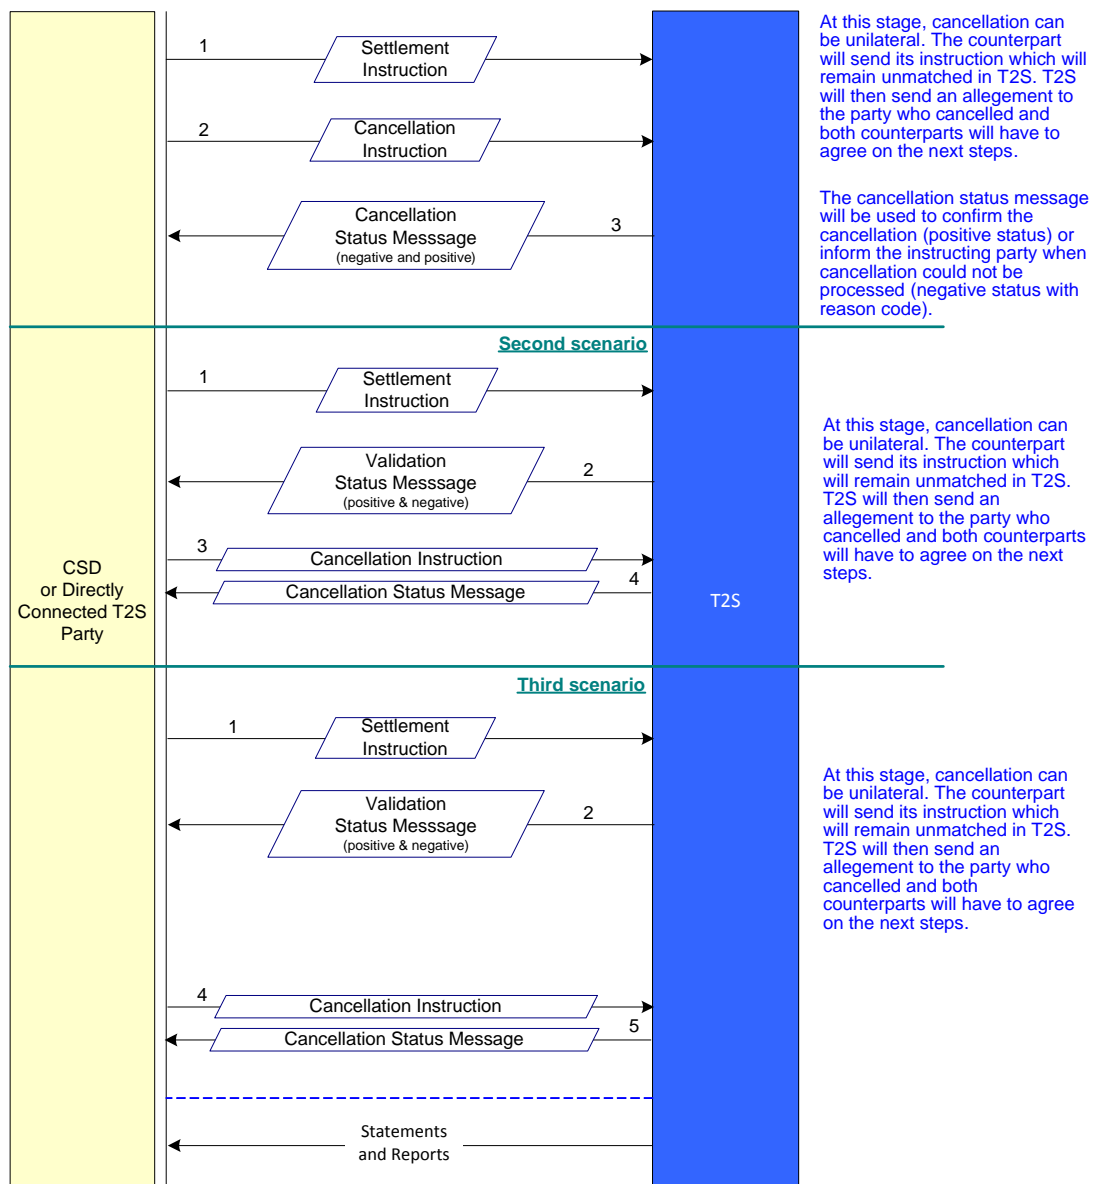 1
Settlement
Instruction
At this stage, cancellation can
be unilateral. The counterpart
will send its instruction which will
remain unmatched in T2S. T2S
will then send an allegement to
the party who cancelled and
both counterparts will have to
agree on the next steps.
2
Cancellation
Instruction
The cancellation status message
will be used to confirm the
cancellation (positive status) or
inform the instructing party when
cancellation could not be
processed (negative status with
reason code).
Cancellation
Status Messsage
(negative and positive)
3
Second scenario
1
Settlement
Instruction
Validation
Status Messsage
(positive & negative)
2
At this stage, cancellation can
be unilateral. The counterpart
will send its instruction which
will remain unmatched in T2S.
T2S will then send an
allegement to the party who
cancelled and both counterparts
will have to agree on the next
steps.
3
Cancellation Instruction
Cancellation Status Message
4
CSD
or Directly
Connected T2S
Party
T2S
Third scenario
1
Settlement
Instruction
Validation
Status Messsage
(positive & negative)
2
At this stage, cancellation can
be unilateral. The counterpart
will send its instruction which
will remain unmatched in T2S.
T2S will then send an
allegement to the party who
cancelled and both
counterparts will have to agree
on the next steps.
4
Cancellation Instruction
Cancellation Status Message
5
Statements
and Reports